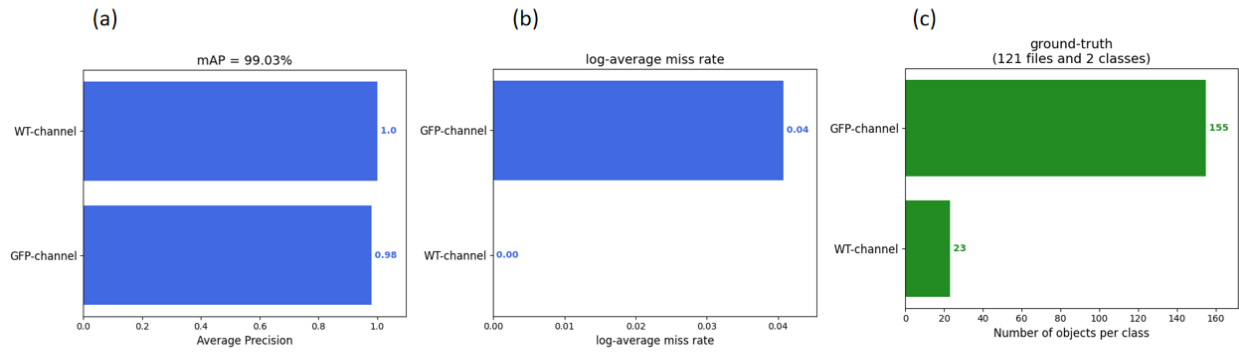 (a)
mAP = 99.03%
WT-channel
1.0
GFP-channel
0.98
0.0 0.2 0.4 0.6 0.8 1.0
Average Precision
(b)
log-average miss rate
GFP-channel
0.04
WT-channel
0.00
0.00 0.01 0.02 0.03 0.04
log-average miss rate
(c)
ground-truth
(121 files and 2 classes)
GFP-channel
155
WT-channel
23
0 20 40 60 80 100 120 140 160
Number of objects per class